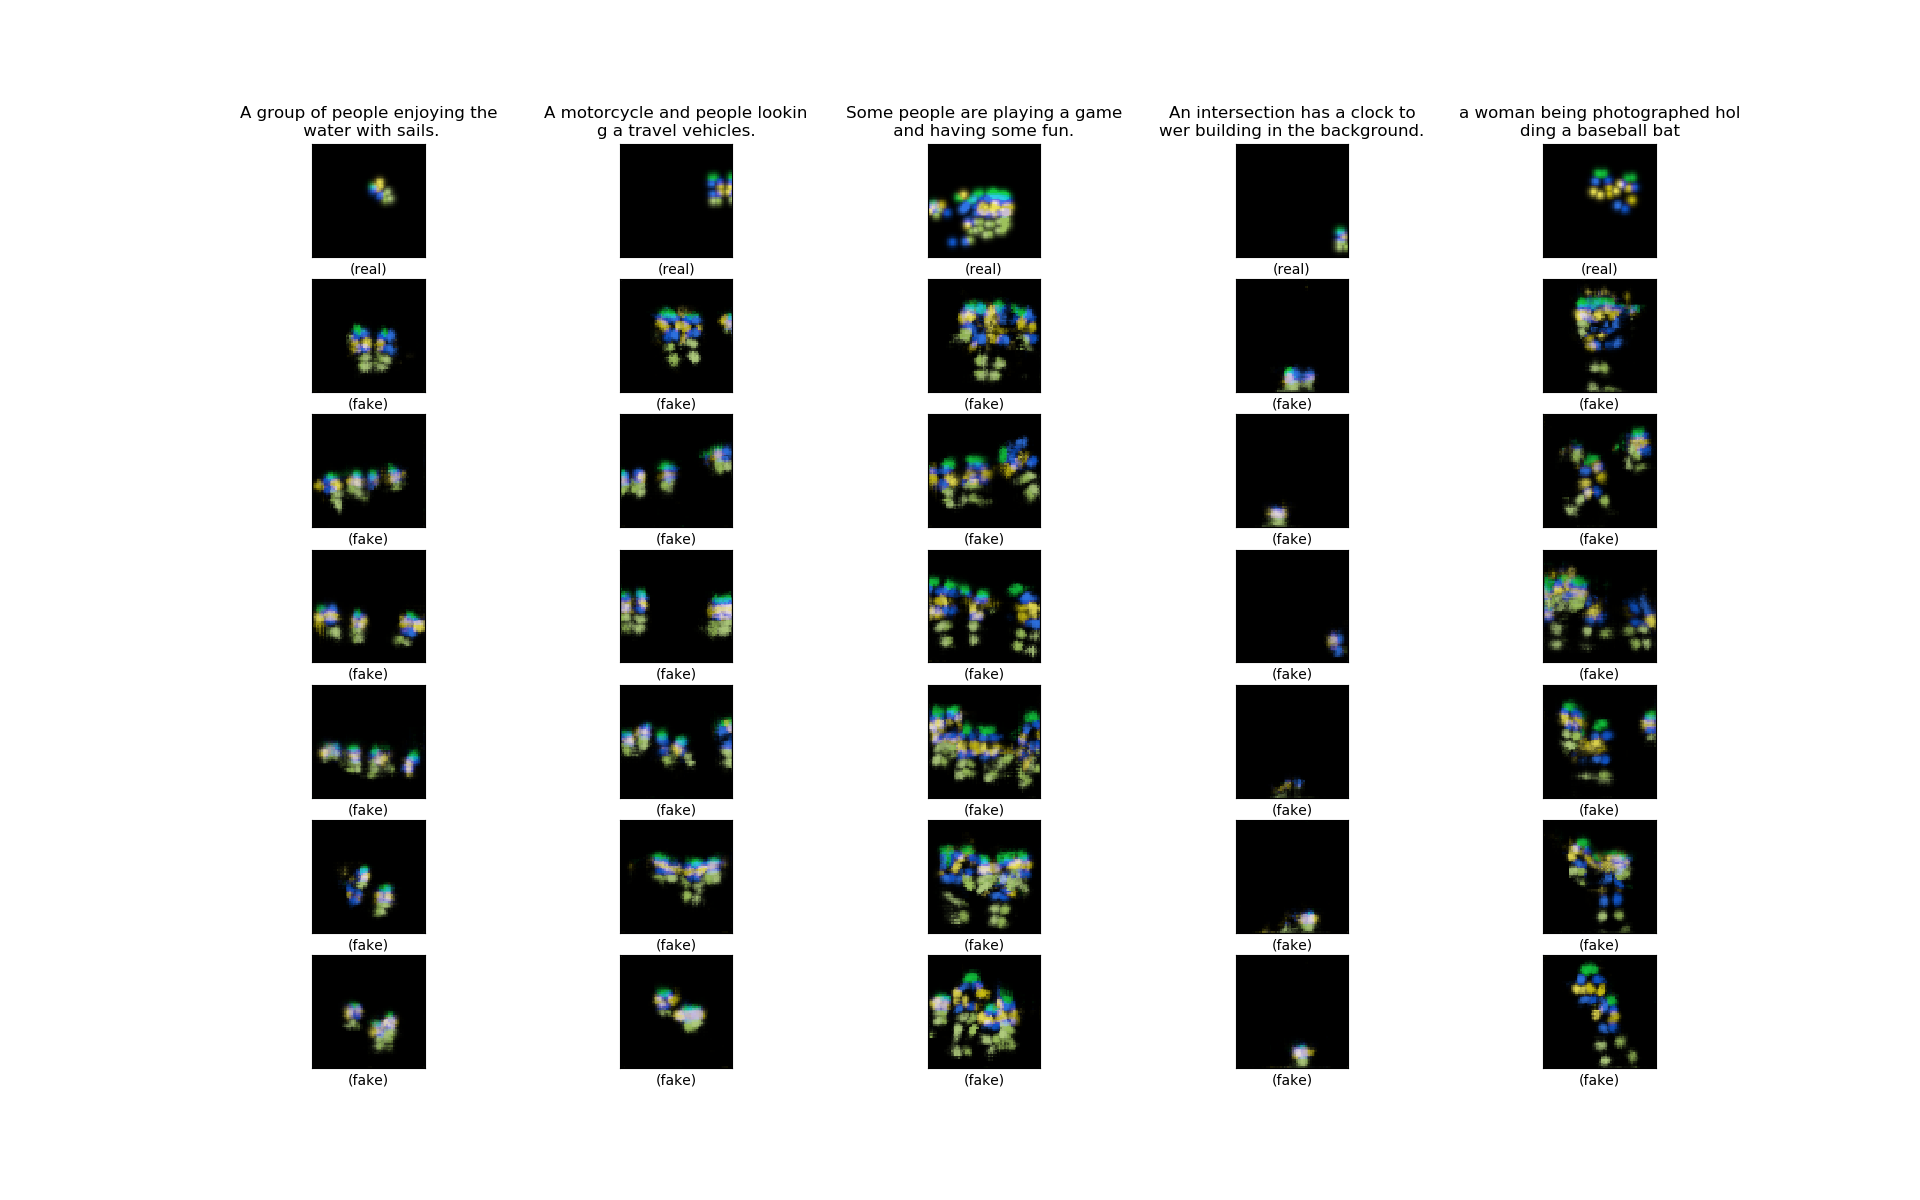 A group of people enjoying the
water with sails.
A motorcycle and people lookin
g a travel vehicles.
Some people are playing a game
and having some fun.
An intersection has a clock to
wer building in the background.
a woman being photographed hol
ding a baseball bat
(real) (real) (real) (real) (real)
(fake) (fake) (fake) (fake) (fake)
(fake) (fake) (fake) (fake) (fake)
(fake) (fake) (fake) (fake) (fake)
(fake) (fake) (fake) (fake) (fake)
(fake) (fake) (fake) (fake) (fake)
(fake) (fake) (fake) (fake) (fake)